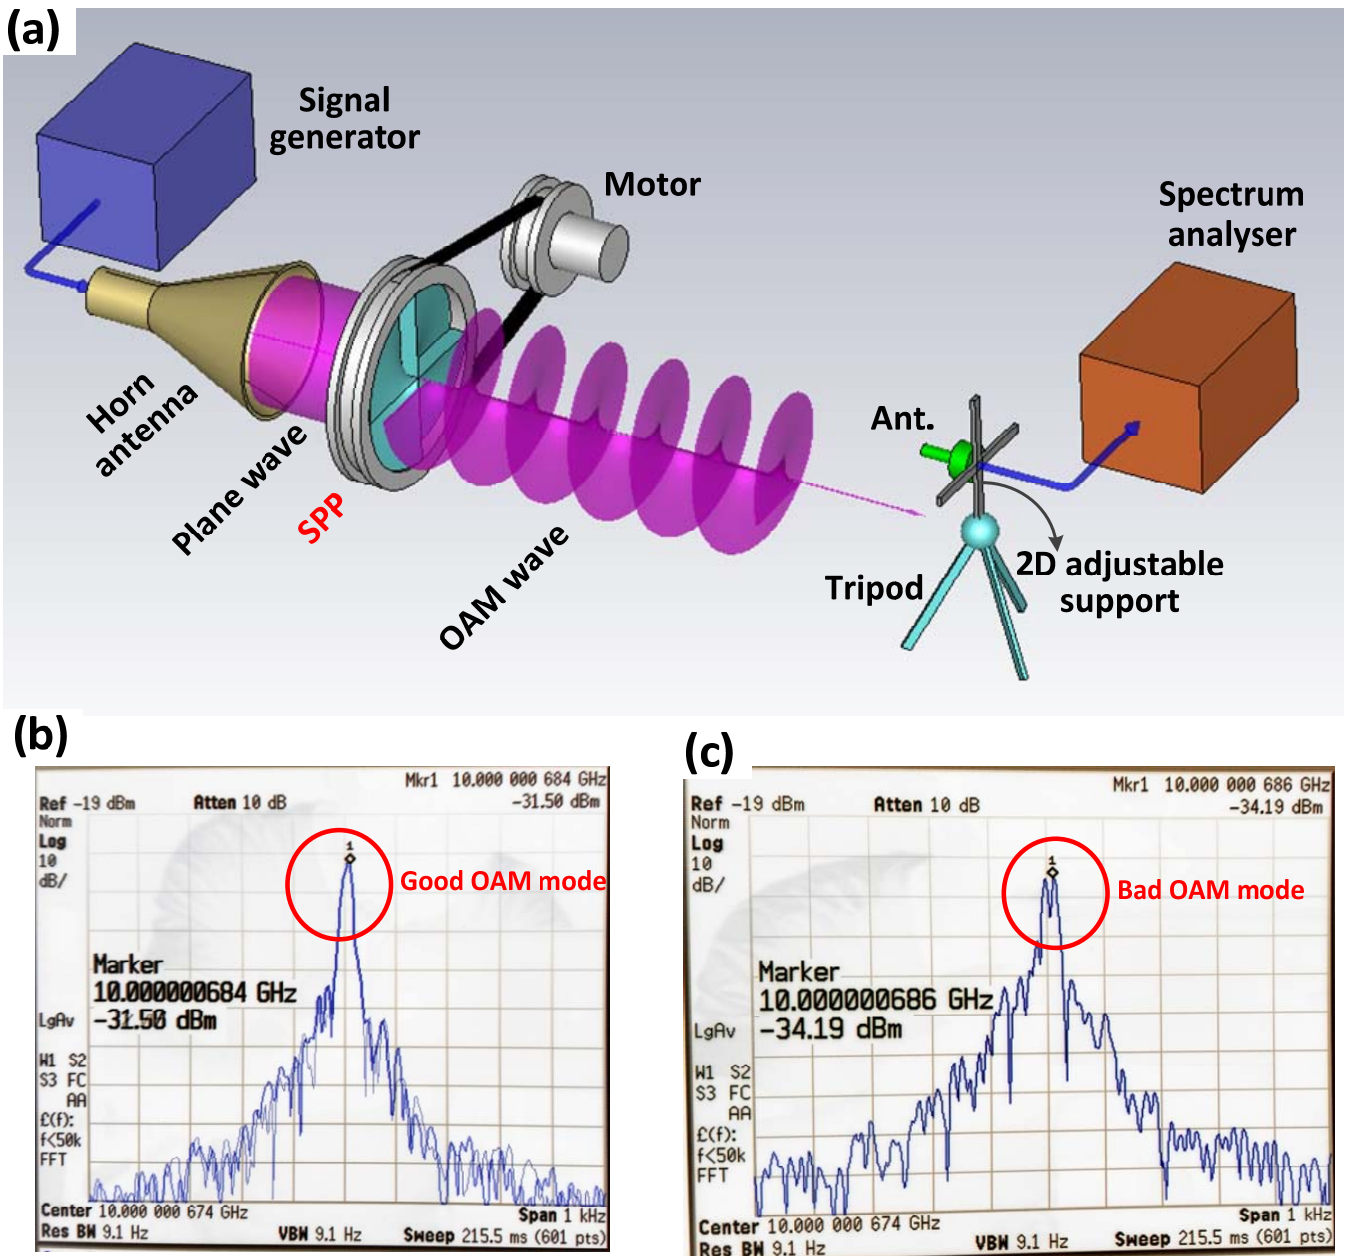 (a)
Signal
generator
Motor
Spectrum
analyser
Horn
antenna
Plane wave
SPP
OAM wave
Ant.
Tripod
2D adjustable
support
(b)
Mkr1 10.000 000 684 GHz
Ref -19 dBm Atten 10 dB -31.50 dBm
Norm
Log
10
dB/
1
Good OAM mode
Marker
10.000000684 GHz
-31.50 dBm
LgAv
W1 S2
S3 FC
AA
£(f):
f<50k
FFT
Center 10.000 000 674 GHz Span 1 kHz
Res BW 9.1 Hz VBW 9.1 Hz Sweep 215.5 ms (601 pts)
(c)
Mkr1 10.000 000 686 GHz
Ref -19 dBm Atten 10 dB -34.19 dBm
Norm
Log
10
dB/
1
Bad OAM mode
Marker
10.000000686 GHz
-34.19 dBm
LgAv
W1 S2
S3 FC
AA
£(f):
f<50k
FFT
Center 10.000 000 674 GHz Span 1 kHz
Res BW 9.1 Hz VBW 9.1 Hz Sweep 215.5 ms (601 pts)